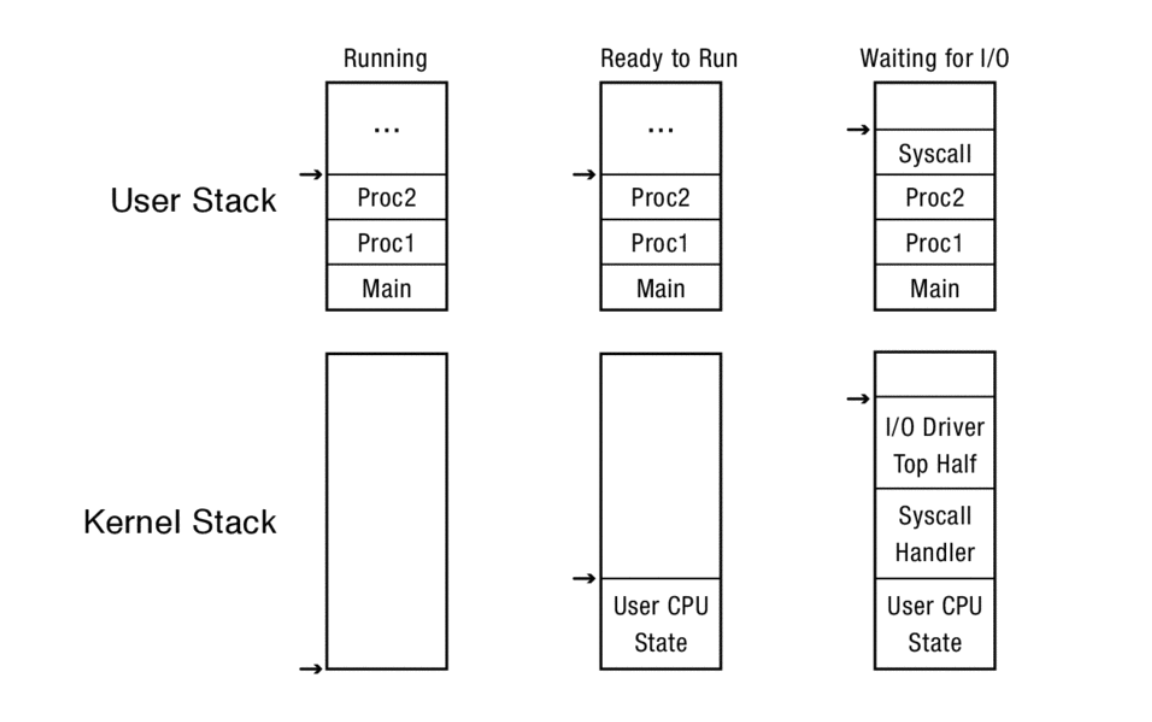 Running
Ready to Run
Waiting for I/O
User Stack
...
Proc2
Proc1
Main
...
Proc2
Proc1
Main
Syscall
Proc2
Proc1
Main
Kernel Stack
User CPU
State
I/O Driver
Top Half
Syscall
Handler
User CPU
State